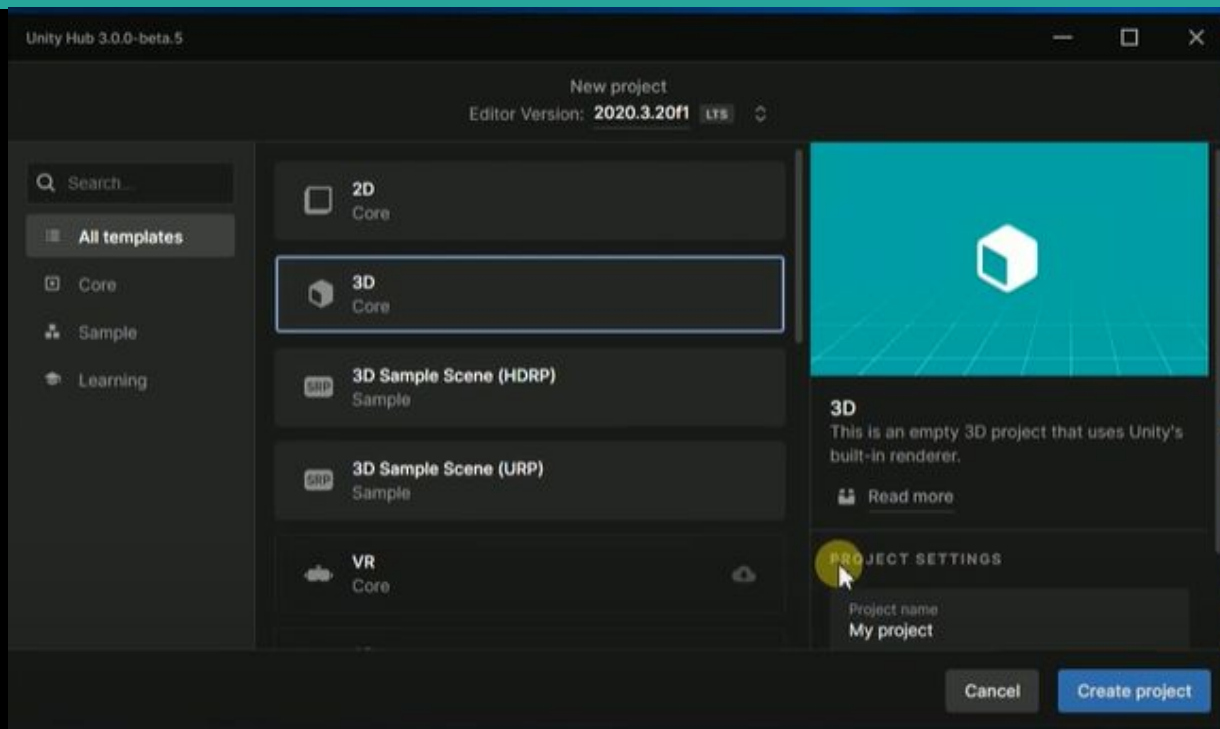 Unity Hub 3.0.0-beta.5
New project
Editor Version: 2020.3.20f1 LTS
Search...
All templates
Core
Sample
Learning
2D
Core
3D
Core
SRP
3D Sample Scene (HDRP)
Sample
SRP
3D Sample Scene (URP)
Sample
VR
Core
3D
This is an empty 3D project that uses Unity's
built-in renderer.
Read more
PROJECT SETTINGS
Project name
My project
Cancel
Create project